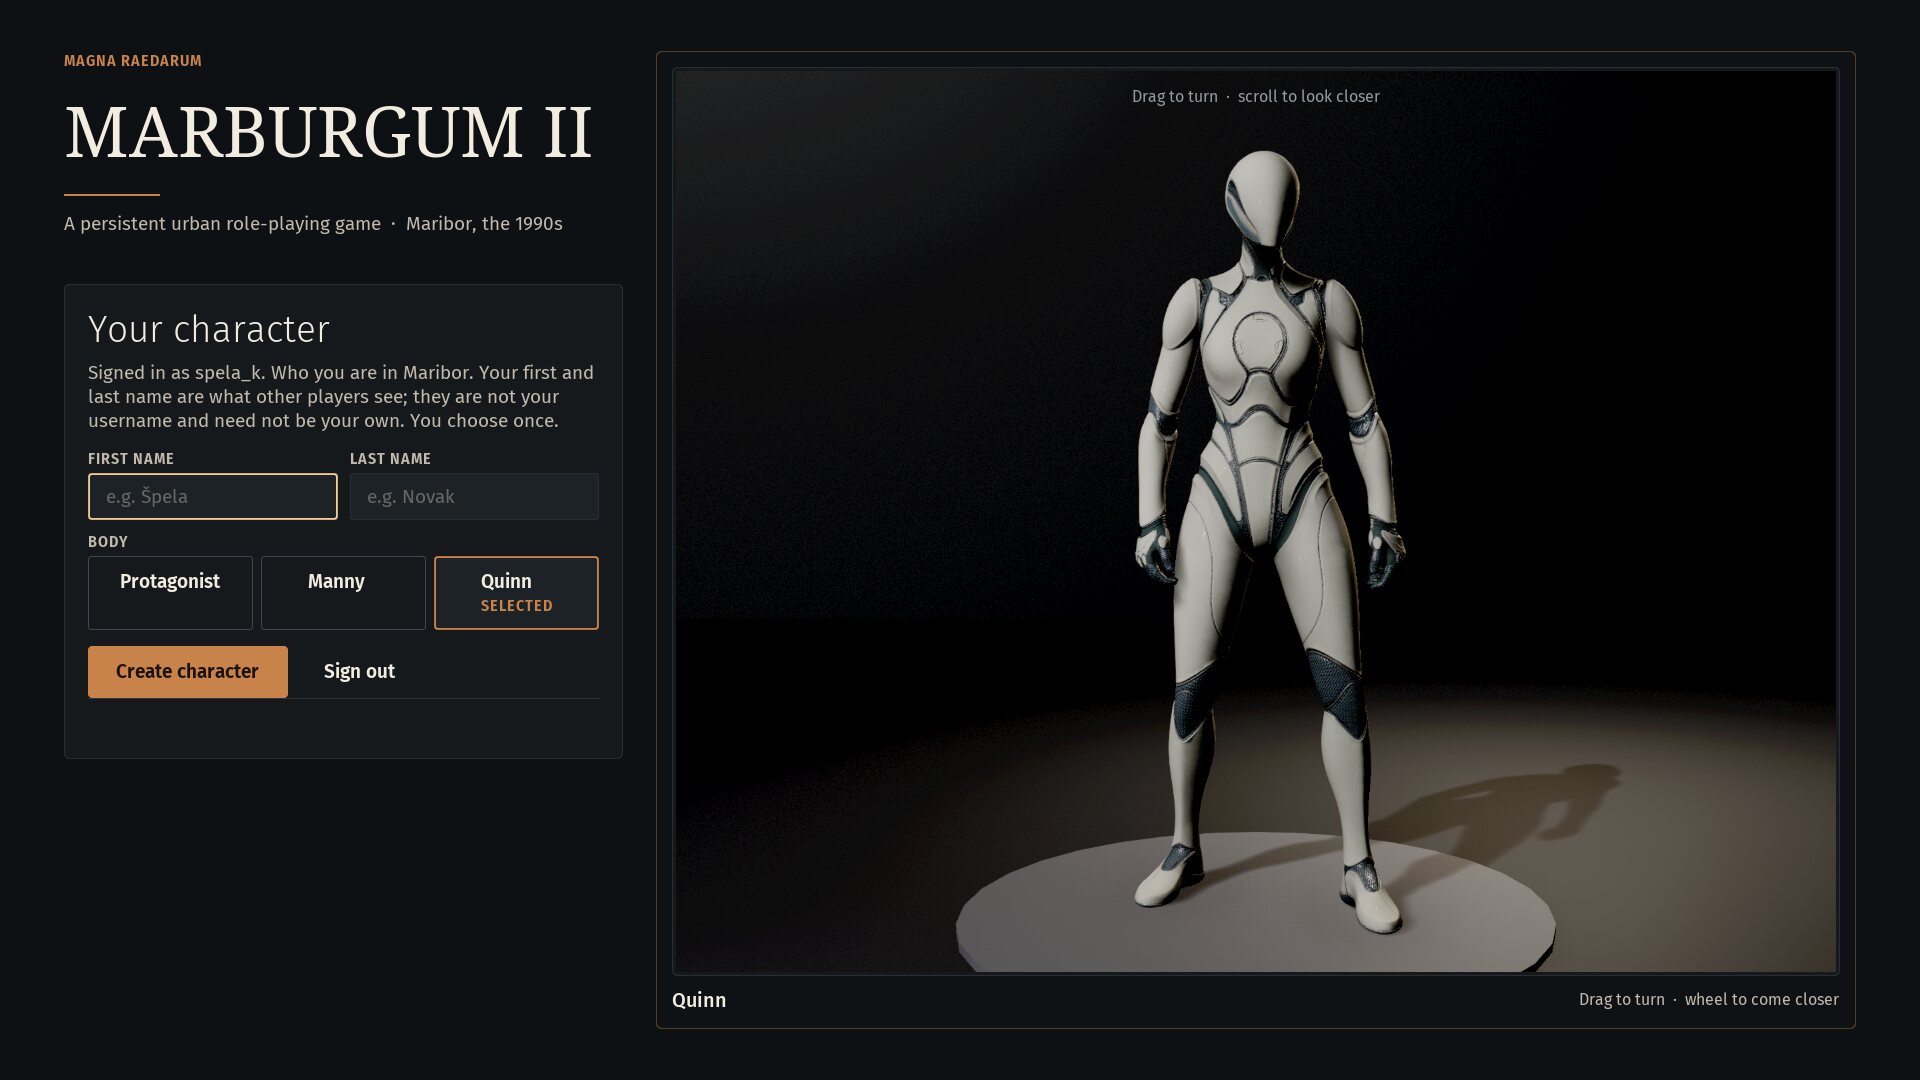 MAGNA RAEDARUM
MARBURGUM II
A persistent urban role-playing game · Maribor, the 1990s
Your character
Signed in as spela_k. Who you are in Maribor. Your first and
last name are what other players see; they are not your
username and need not be your own. You choose once.
FIRST NAME
LAST NAME
e.g. Špela
e.g. Novak
BODY
Protagonist
Manny
Quinn
SELECTED
Create character
Sign out
Drag to turn · scroll to look closer
Quinn
Drag to turn · wheel to come closer